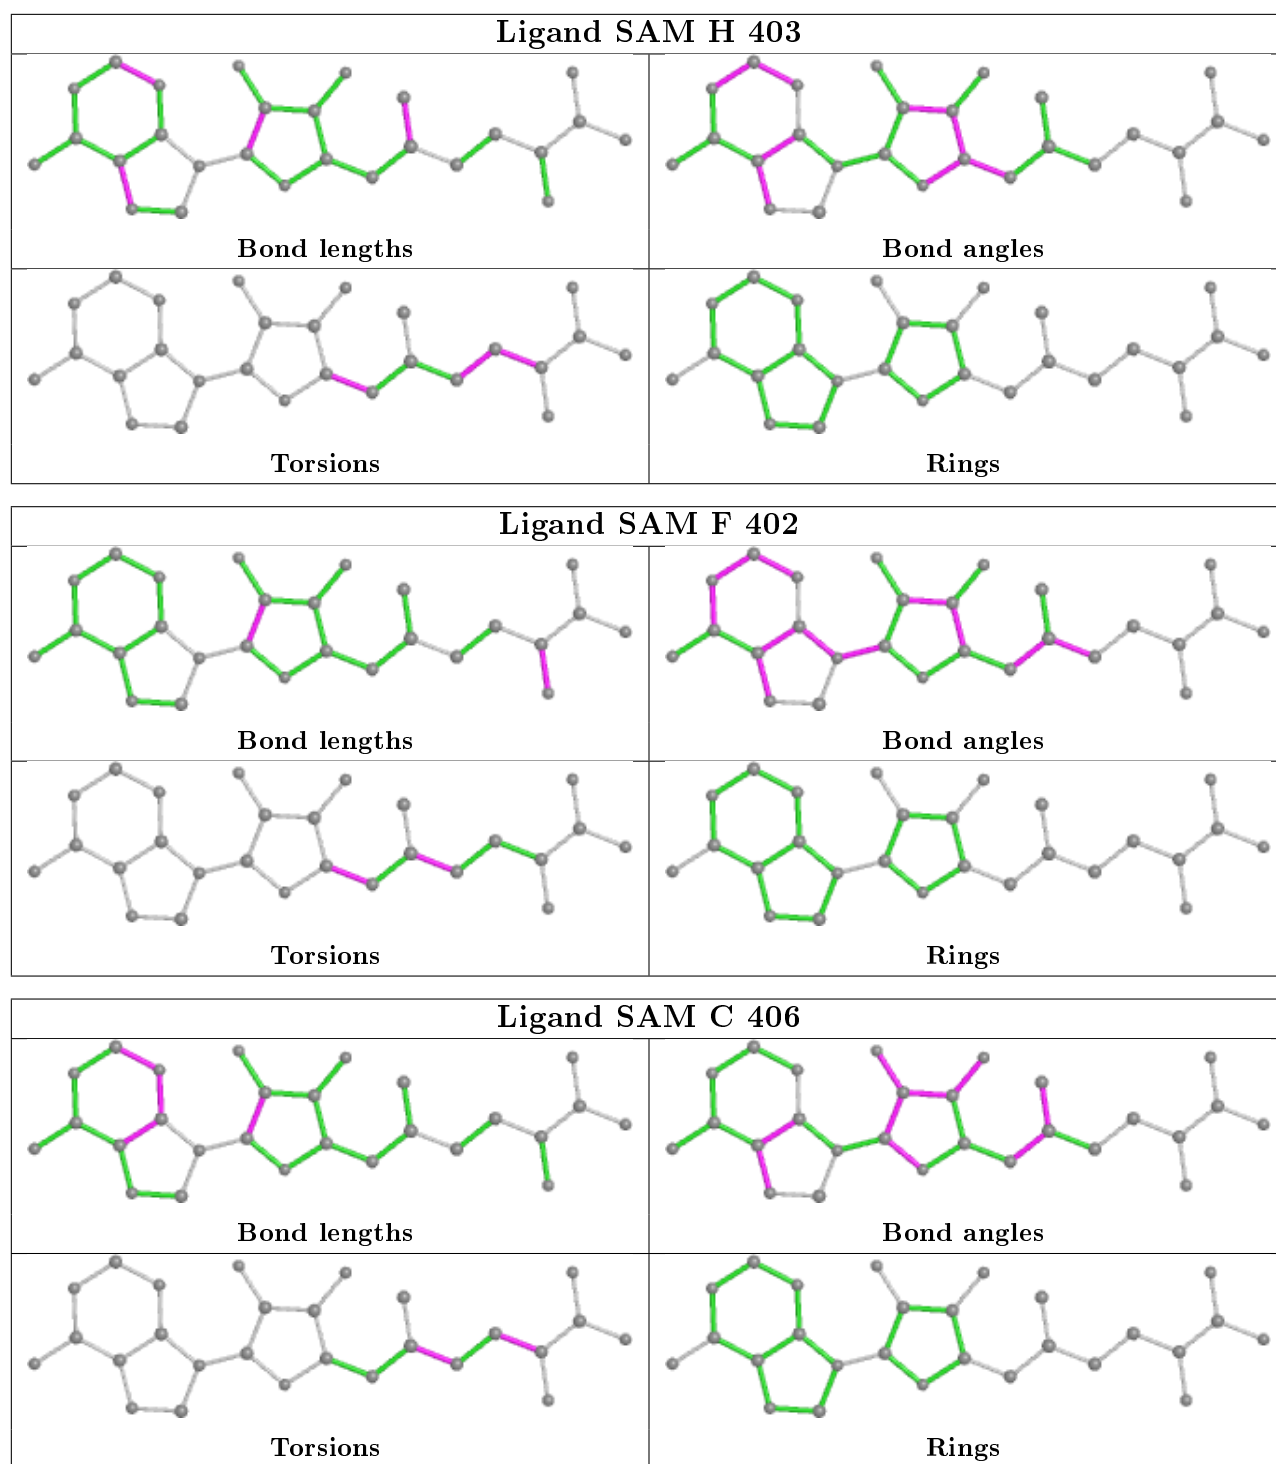 Ligand SAM H 403
Bond lengths
Bond angles
Torsions
Rings
Ligand SAM F 402
Bond lengths
Bond angles
Torsions
Rings
Ligand SAM C 406
Bond lengths
Bond angles
Torsions
Rings